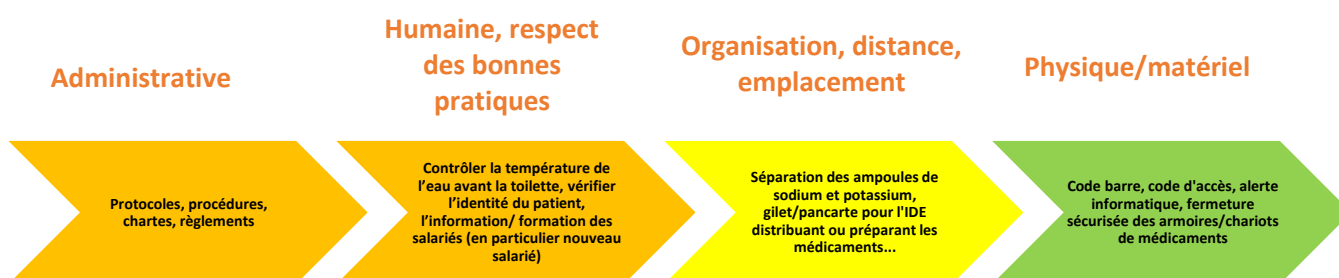 Administrative
Humaine, respect
des bonnes
pratiques
Organisation, distance,
emplacement
Physique/matériel
Protocoles, procédures,
chartes, règlements
Contrôler la température de
l'eau avant la toilette, vérifier
l'identité du patient,
l'information/ formation des
salariés (en particulier nouveau
salarié)
Séparation des ampoules de
sodium et potassium,
gilet/pancarte pour l'IDE
distribuant ou préparant les
médicaments...
Code barre, code d'accès, alerte
informatique, fermeture
sécurisée des armoires/chariots
de médicaments